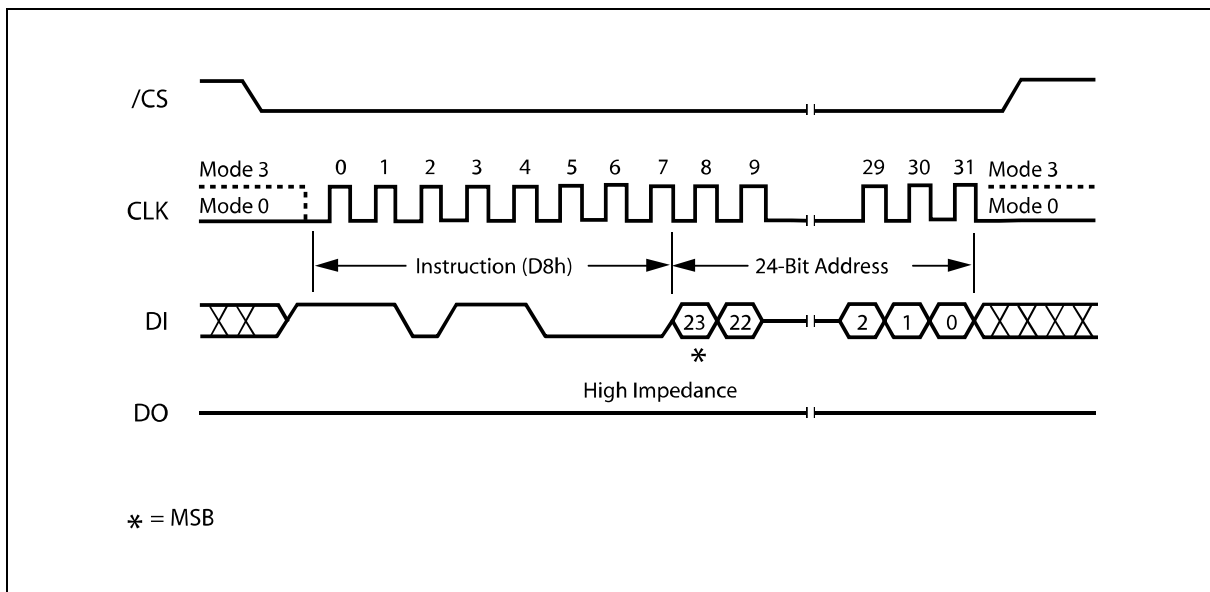 /CS
Mode 3
0 1 2 3 4 5 6 7 8 9 29 30 31
Mode 3
CLK
Mode 0
Mode 0
Instruction (D8h)
24-Bit Address
DI
23 22 2 1 0
*
High Impedance
DO
* = MSB